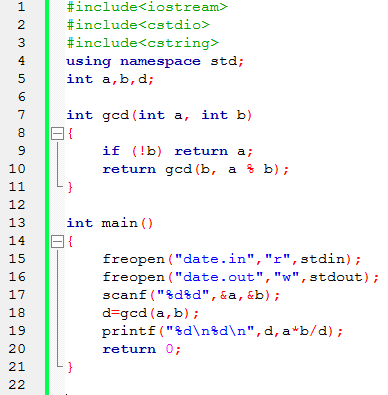 1 #include<iostream>
2 #include<cstdio>
3 #include<cstring>
4 using namespace std;
5 int a,b,d;
6
7 int gcd(int a, int b)
8 {
9 if (!b) return a;
10 return gcd(b, a % b);
11 }
12
13 int main()
14 {
15 freopen("date.in","r",stdin);
16 freopen("date.out","w",stdout);
17 scanf("%d%d",&a,&b);
18 d=gcd(a,b);
19 printf("%d\n%d\n",d,a*b/d);
20 return 0;
21 }
22